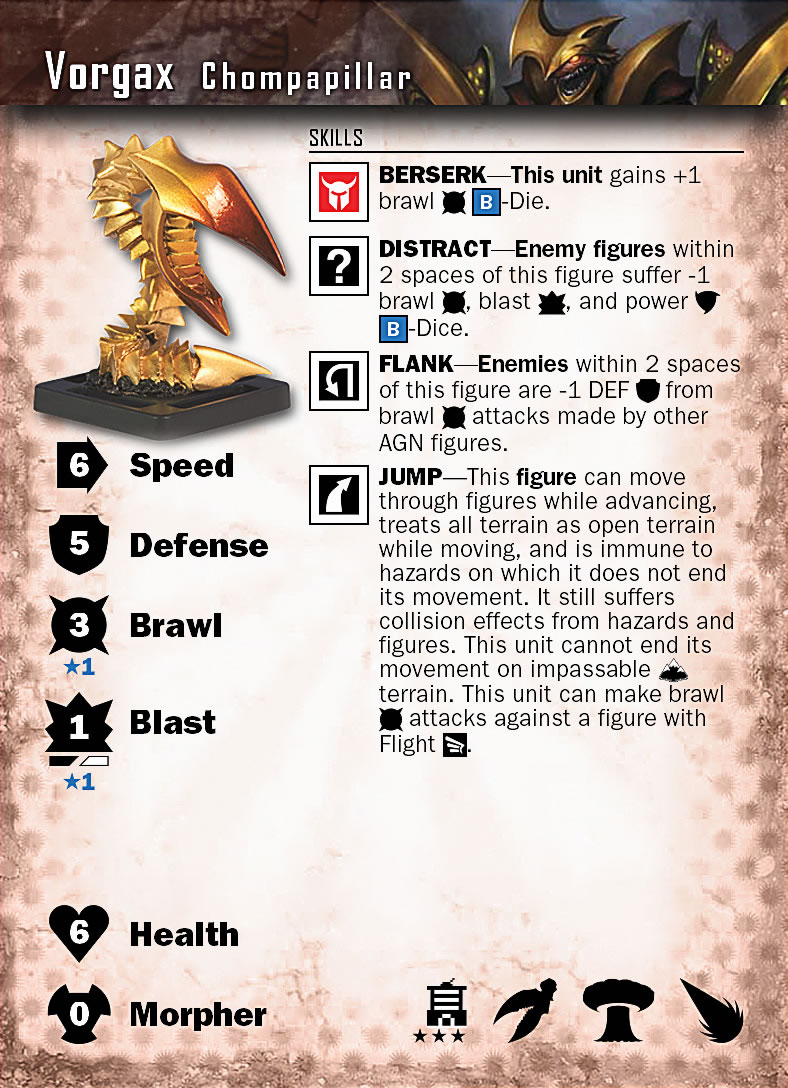 Vorgax Chompapillar
SKILLS
BERSERK—This unit gains +1
brawl B-Die.
DISTRACT—Enemy figures within
2 spaces of this figure suffer -1
brawl , blast , and power
B-Dice.
FLANK—Enemies within 2 spaces
of this figure are -1 DEF from
brawl attacks made by other
AGN figures.
JUMP—This figure can move
through figures while advancing,
treats all terrain as open terrain
while moving, and is immune to
hazards on which it does not end
its movement. It still suffers
collision effects from hazards and
figures. This unit cannot end its
movement on impassable
terrain. This unit can make brawl
attacks against a figure with
Flight .
6 Speed
5 Defense
3 Brawl
★1
1 Blast
★1
6 Health
0 Morpher
★★★